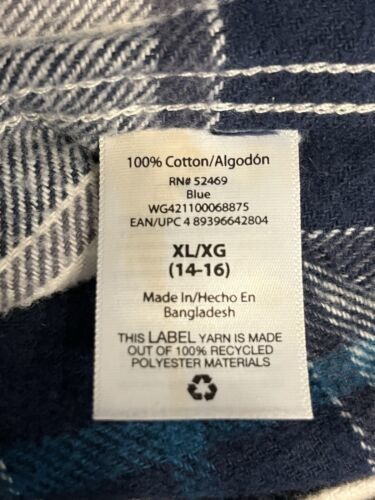 100% Cotton/Algodón
RN# 52469
Blue
WG421100068875
EAN/UPC 4 89396642804
XL/XG
(14-16)
Made In/Hecho En
Bangladesh
THIS LABEL YARN IS MADE
OUT OF 100% RECYCLED
POLYESTER MATERIALS